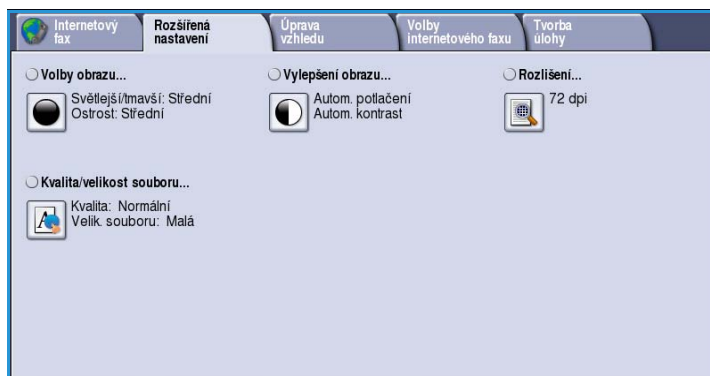 Internetový
fax
Rozšířená
nastavení
Úprava
vzhledu
Volby
internetového faxu
Tvorba
úlohy
Volby obrazu...
Světlejší/tmavší: Střední
Ostrost: Střední
Vylepšení obrazu...
Autom. potlačení
Autom. kontrast
Rozlišení...
72 dpi
Kvalita/velikost souboru...
Kvalita: Normální
Velik. souboru: Malá